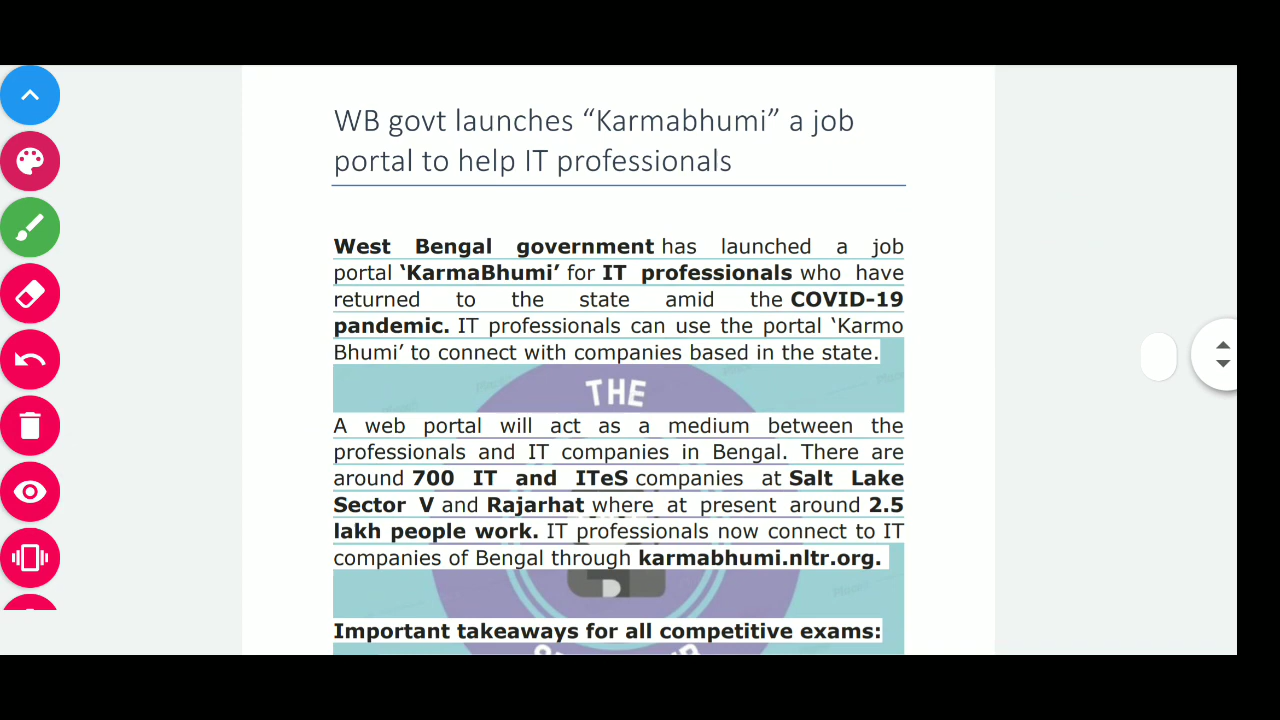 WB govt launches “Karmabhumi” a job
portal to help IT professionals
West Bengal government has launched a job
portal ‘KarmaBhumi’ for IT professionals who have
returned to the state amid the COVID-19
pandemic. IT professionals can use the portal ‘Karmo
Bhumi’ to connect with companies based in the state.
THE
A web portal will act as a medium between the
professionals and IT companies in Bengal. There are
around 700 IT and ITeS companies at Salt Lake
Sector V and Rajarhat where at present around 2.5
lakh people work. IT professionals now connect to IT
companies of Bengal through karmabhumi.nltr.org.
Important takeaways for all competitive exams: